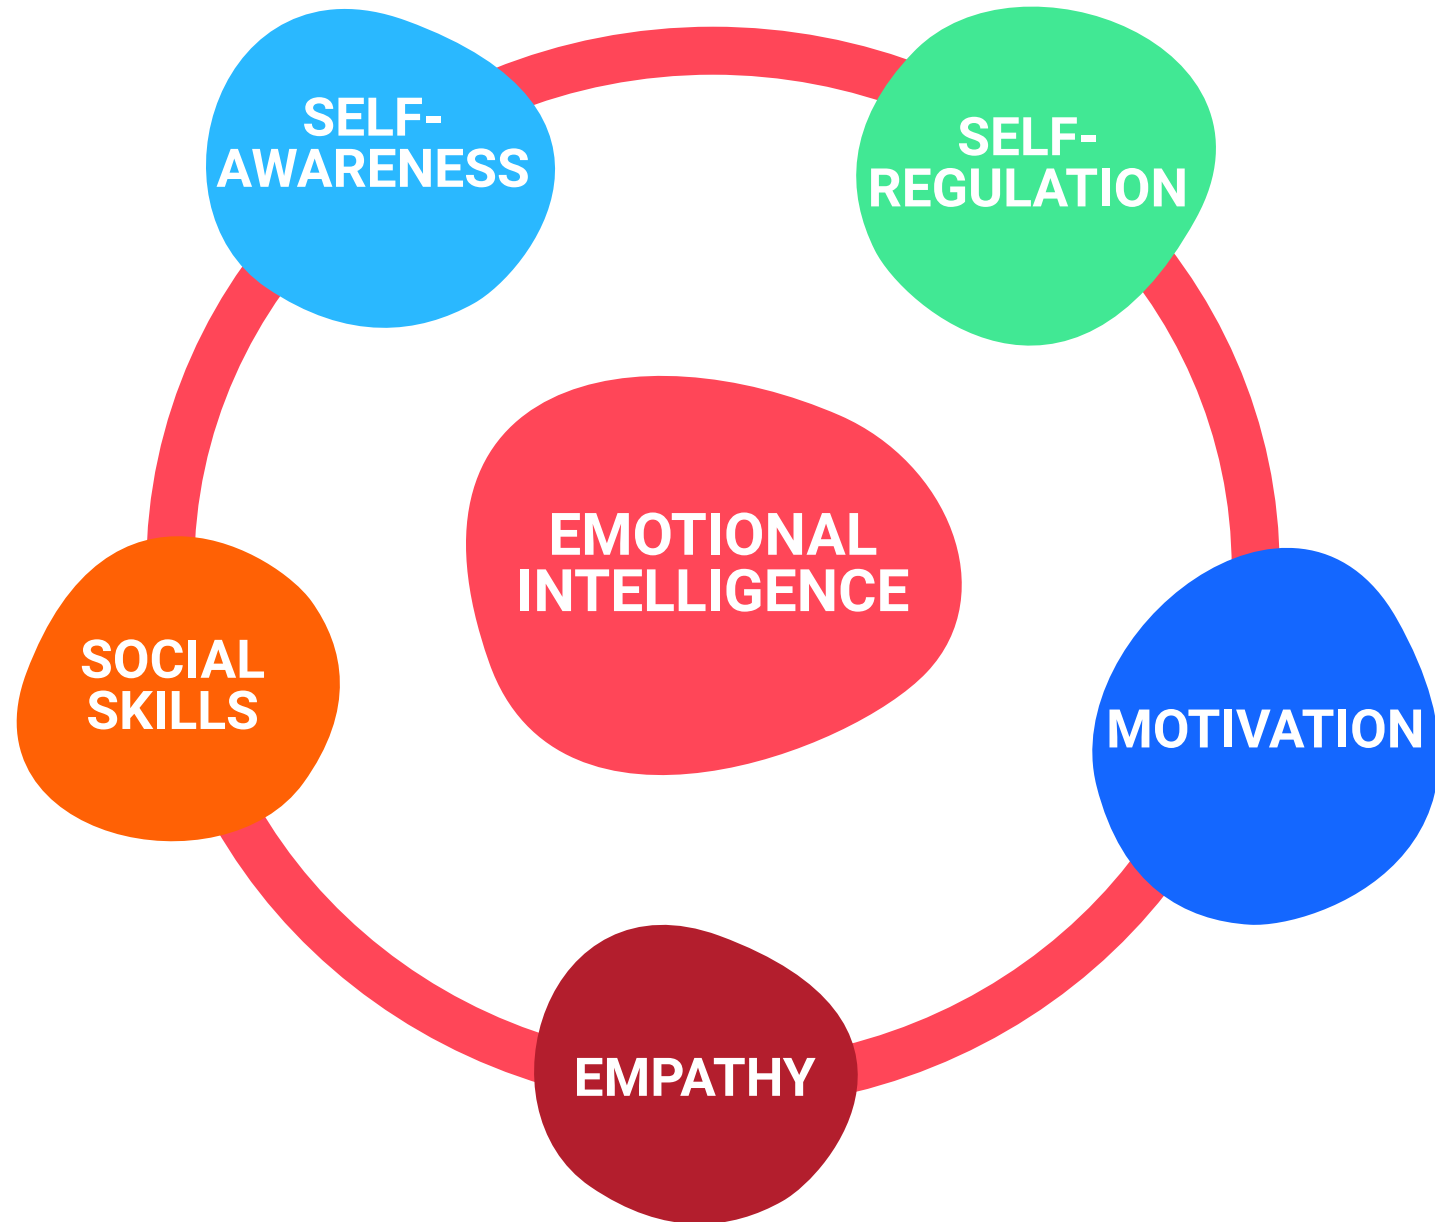 SELF-
AWARENESS
SELF-
REGULATION
EMOTIONAL
INTELLIGENCE
SOCIAL
SKILLS
MOTIVATION
EMPATHY